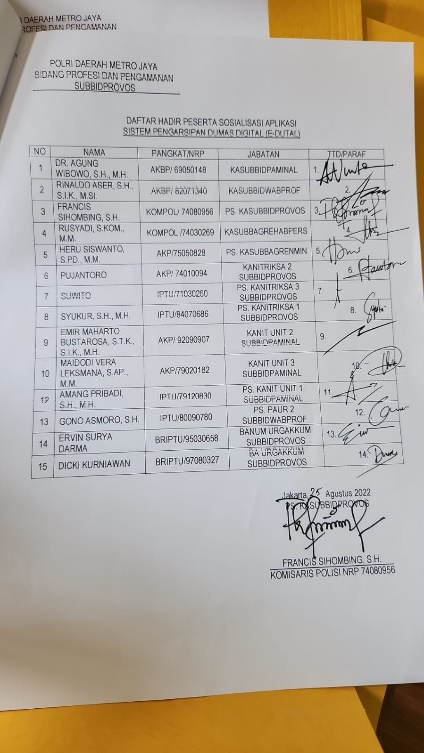 I DAERAH METRO JAYA
ROFESI DAN PENGAMANAN
POLRI DAERAH METRO JAYA
BIDANG PROFESI DAN PENGAMANAN
SUBBIDPROVOS
DAFTAR HADIR PESERTA SOSIALISASI APLIKASI
SISTEM PENGARSIPAN DUMAS DIGITAL (E-DUTAL)
NO NAMA PANGKAT/NRP JABATAN TTD/PARAF
1 DR. AGUNG WIBOWO, S.H., M.H. AKBP/ 69050148 KASUBBIDPAMINAL 1.
2 RINALDO ASER, S.H., S.I.K., M.SI. AKBP/ 82071340 KASUBBIDWABPROF 2.
3 FRANCIS SIHOMBING, S.H. KOMPOL/74080956 PS. KASUBBIDPROVOS 3.
4 RUSYADI, S.KOM., M.M. KOMPOL /74030269 KASUBBAGREHABPERS
5 HERU SISWANTO, S.PD., M.M. AKP/75050828 PS. KASUBBAGRENMIN 5.
6 PUJANTORO AKP/ 74010094 KANITRIKSA 2 SUBBIDPROVOS 6.
7 SUWITO IPTU/71030260 PS. KANITRIKSA 3 SUBBIDPROVOS 7.
8 SYUKUR, S.H., M.H. IPTU/84070686 PS. KANITRIKSA 1 SUBBIDPROVOS 8.
9 EMIR MAHARTO BUSTAROSA, S.T.K., S.I.K., M.H. AKP/ 92090907 KANIT UNIT 2 SUBBIDPAMINAL 9.
10 MAIDODI VERA LEKSMANA, S.AP., M.M. AKP/79020182 KANIT UNIT 3 SUBBIDPAMINAL 10.
12 AMANG PRIBADI, S.H., M.H. IPTU/79120830 PS. KANIT UNIT 1 SUBBIDPAMINAL 11.
13 GONO ASMORO, S.H IPTU/80090780 PS. PAUR 2 SUBBIDWABPROF 12.
14 ERVIN SURYA DARMA BRIPTU/95030658 BANUM URGAKKUM SUBBIDPROVOS 13.
15 DICKI KURNIAWAN BRIPTU/97080327 BA URGAKKUM SUBBIDPROVOS 14.
Jakarta, 25 Agustus 2022
PS. KASUBBIDPROVOS
FRANCIS SIHOMBING, S.H.
KOMISARIS POLISI NRP 74080956